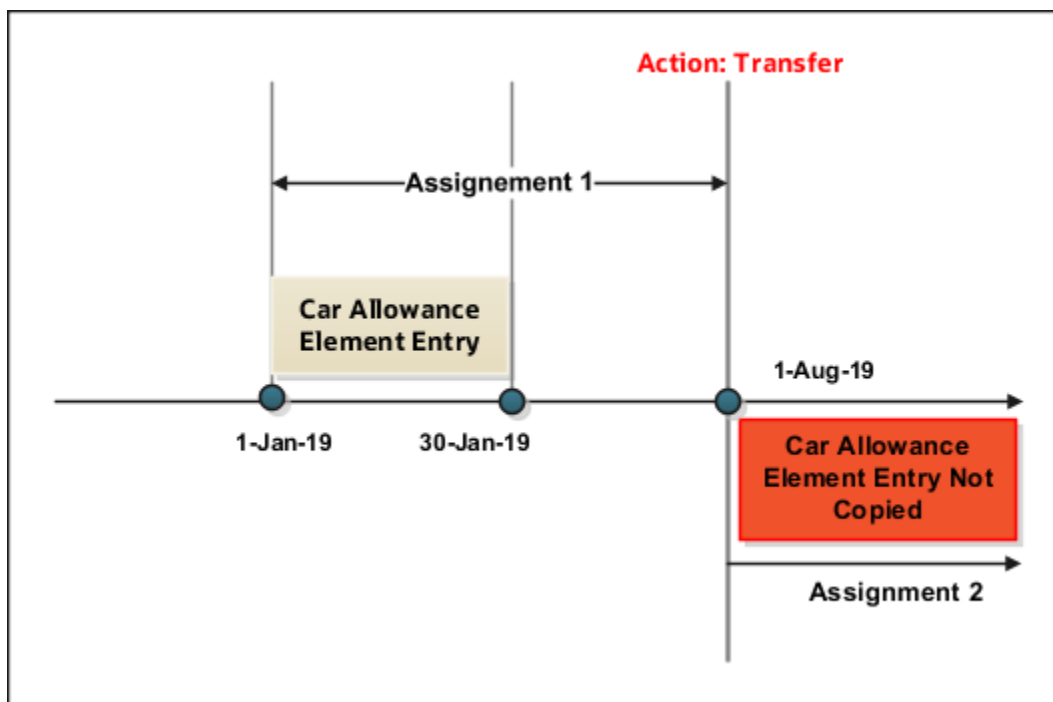 Action: Transfer
Assignement 1
Car Allowance
Element Entry
1-Aug-19
1-Jan-19
30-Jan-19
Car Allowance
Element Entry Not
Copied
Assignment 2